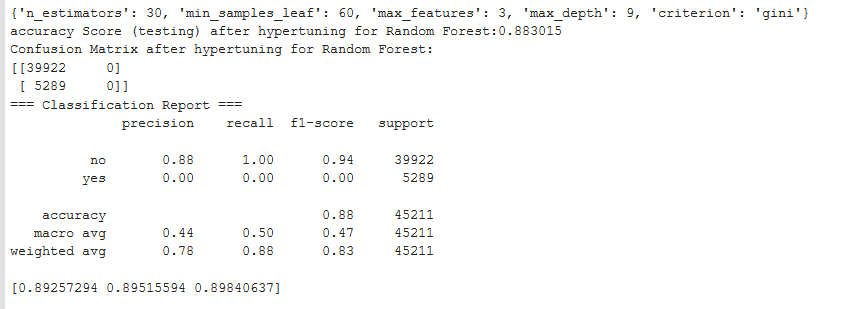 {'n_estimators': 30, 'min_samples_leaf': 60, 'max_features': 3, 'max_depth': 9, 'criterion': 'gini'}
accuracy Score (testing) after hypertuning for Random Forest:0.883015
Confusion Matrix after hypertuning for Random Forest:
[[39922     0]
 [ 5289     0]]
=== Classification Report ===
              precision    recall  f1-score   support

          no       0.88      1.00      0.94     39922
         yes       0.00      0.00      0.00      5289

    accuracy                           0.88     45211
   macro avg       0.44      0.50      0.47     45211
weighted avg       0.78      0.88      0.83     45211

[0.89257294 0.89515594 0.89840637]